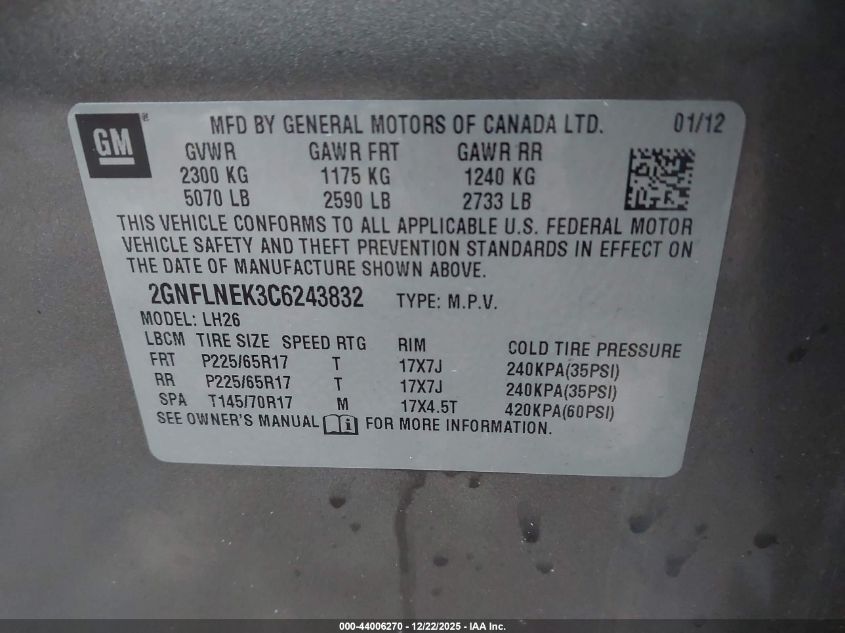 GM ® MFD BY GENERAL MOTORS OF CANADA LTD. 01/12
GVWR GAWR FRT GAWR RR
2300 KG 1175 KG 1240 KG
5070 LB 2590 LB 2733 LB
THIS VEHICLE CONFORMS TO ALL APPLICABLE U.S. FEDERAL MOTOR
VEHICLE SAFETY AND THEFT PREVENTION STANDARDS IN EFFECT ON
THE DATE OF MANUFACTURE SHOWN ABOVE.
2GNFLNEK3C6243832 TYPE: M.P.V.
MODEL: LH26
LBCM TIRE SIZE SPEED RTG RIM COLD TIRE PRESSURE
FRT P225/65R17 T 17X7J 240KPA(35PSI)
RR P225/65R17 T 17X7J 240KPA(35PSI)
SPA T145/70R17 M 17X4.5T 420KPA(60PSI)
SEE OWNER'S MANUAL i FOR MORE INFORMATION.
000-44006270 - 12/22/2025 - IAA Inc.